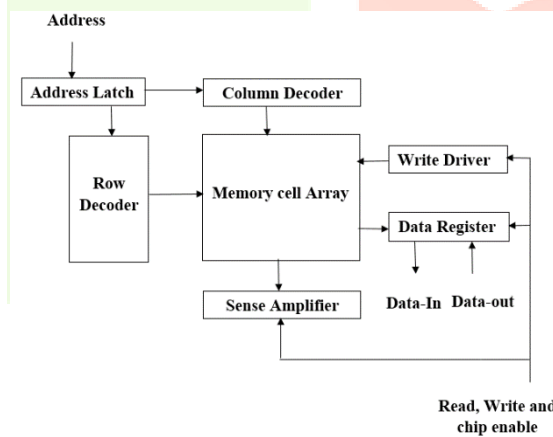 Address
Address Latch
Column Decoder
Row
Decoder
Memory cell Array
Write Driver
Data Register
Sense Amplifier
Data-In
Data-out
Read, Write and
chip enable